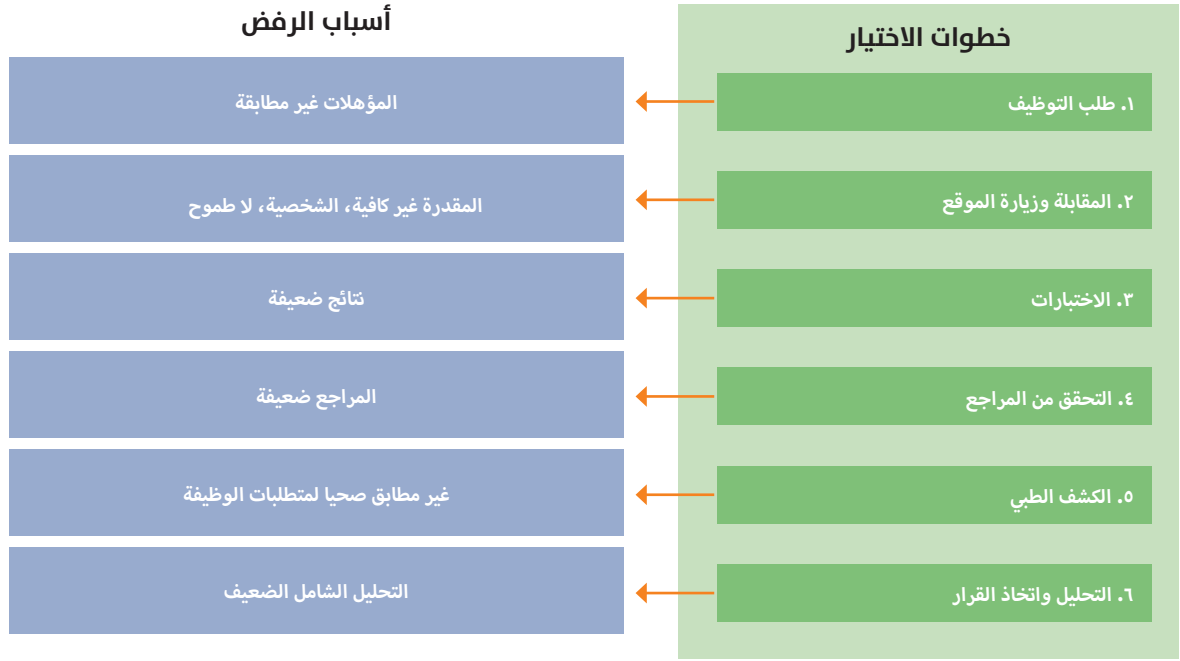 خطوات الاختيار
أسباب الرفض
١. طلب التوظيف
المؤهلات غير مطابقة
٢. المقابلة وزيارة الموقع
المقدرة غير كافية، الشخصية، لا طموح
٣. الاختبارات
نتائج ضعيفة
٤. التحقق من المراجع
المراجع ضعيفة
٥. الكشف الطبي
غير مطابق صحيا لمتطلبات الوظيفة
٦. التحليل واتخاذ القرار
التحليل الشامل الضعيف